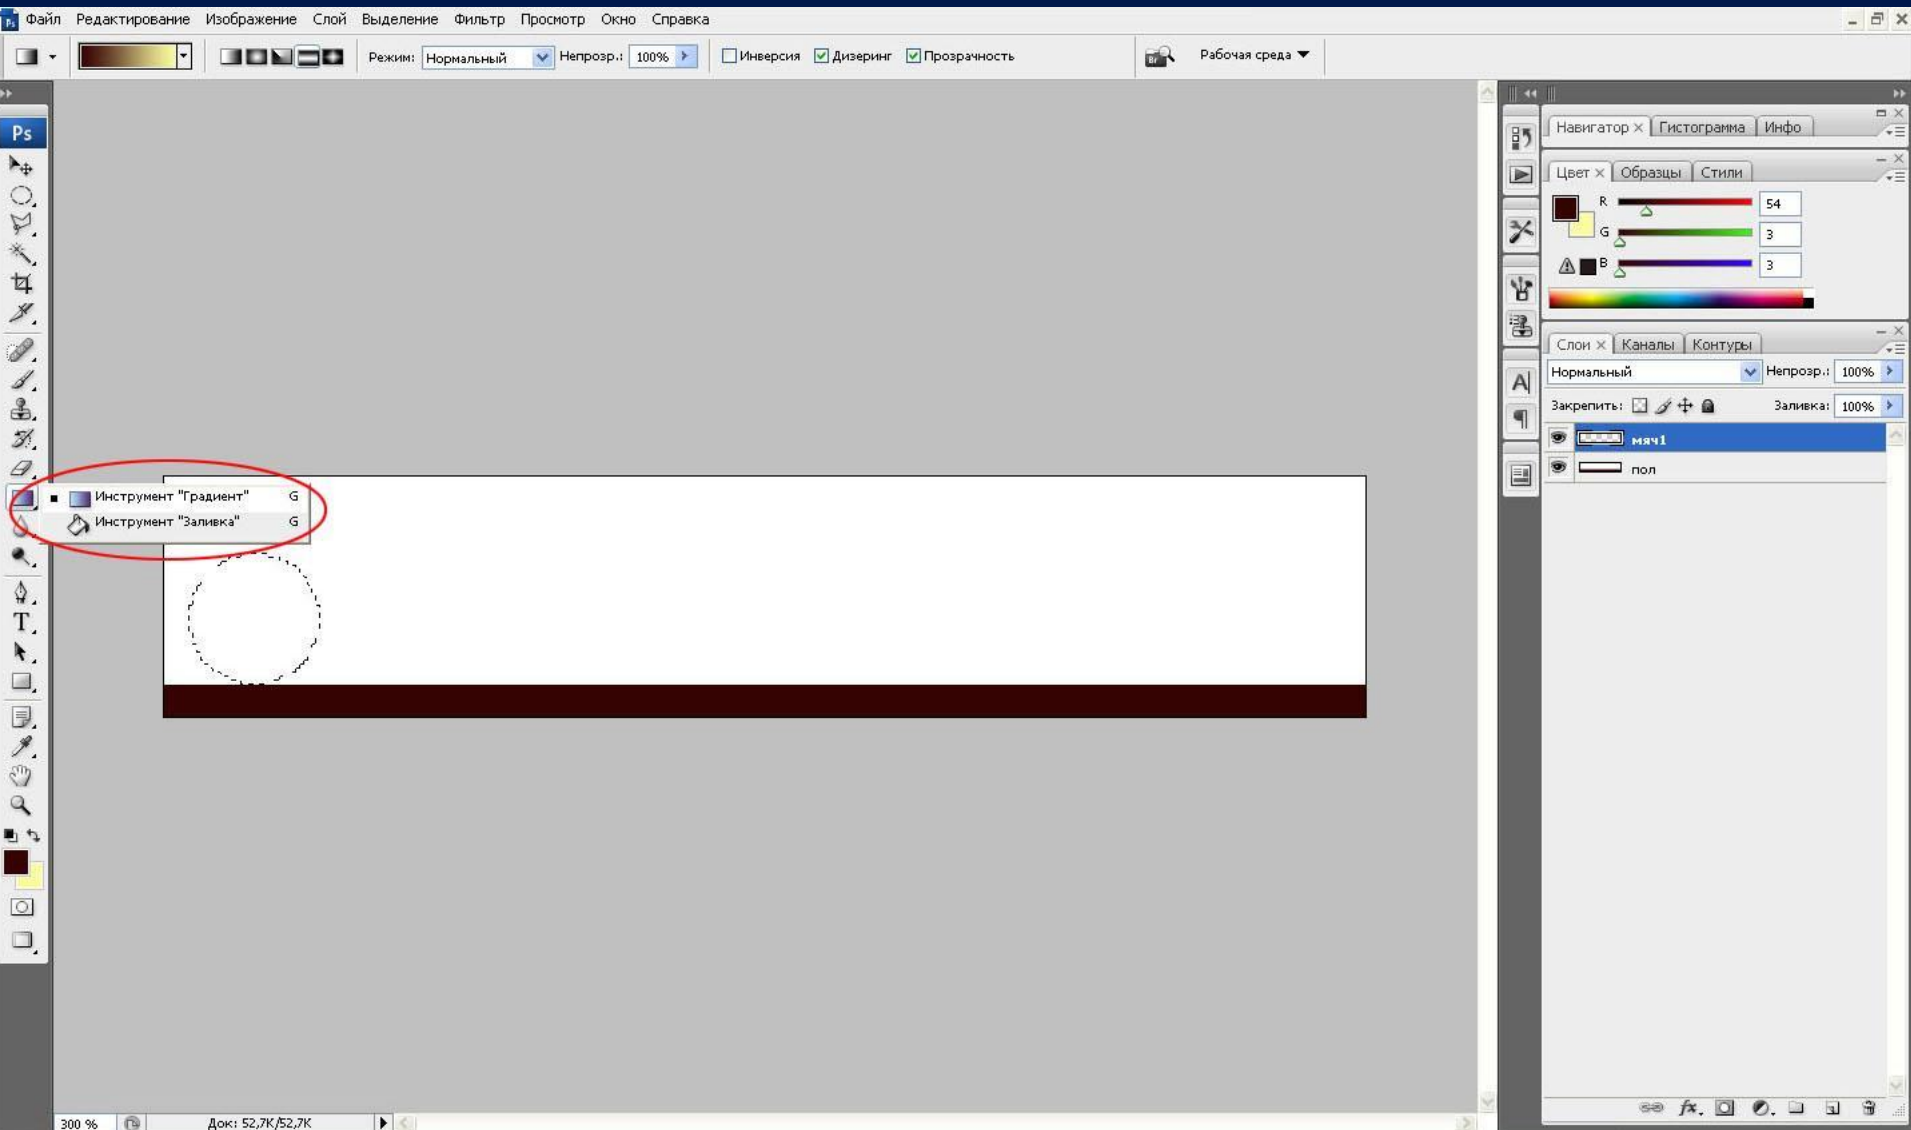 Файл Редактирование Изображение Слой Выделение Фильтр Просмотр Окно Справка
Режим: Нормальный Непрозр.: 100% Инверсия Дизеринг Прозрачность Br Рабочая среда
Ps
Навигатор Гистограмма Инфо
Цвет Образцы Стили
R 54
G 3
B 3
Слои Каналы Контуры
Нормальный Непрозр.: 100%
Закрепить: Заливка: 100%
мяч1
пол
Инструмент "Градиент" G
Инструмент "Заливка" G
300 % Док: 52,7K/52,7K